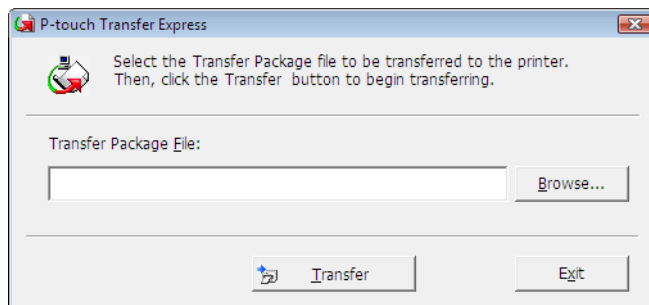 P-touch Transfer Express
Select the Transfer Package file to be transferred to the printer.
Then, click the Transfer button to begin transferring.
Transfer Package File:
Browse...
Transfer
Exit